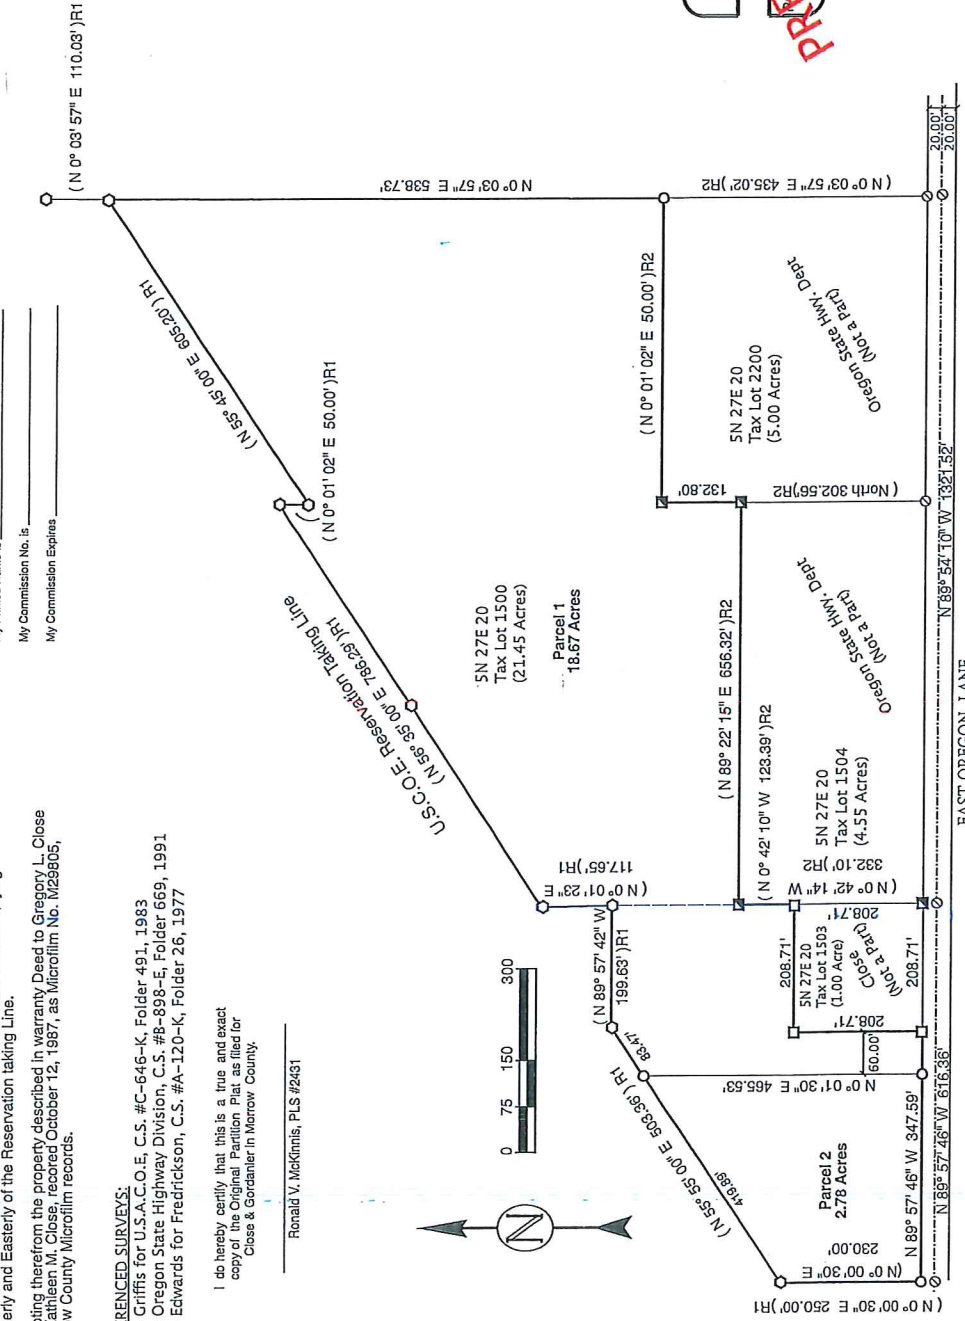 My Commission No. is
My Commission Expires
erly and Easterly of the Reservation taking Line.
pting therefrom the property described in warranty Deed to Gregory L. Close
athleen M. Close, recored October 12, 1987, as Microfilm No. M29805,
w County Microfilm records.
RENCED SURVEYS:
Griffis for U.S.A.C.O.E, C.S. #C-646-K, Folder 491, 1983
Oregon State Highway Division, C.S. #B-898-E, Folder 669, 1991
Edwards for Fredrickson, C.S. #A-120-K, Folder 26, 1977
I do hereby certify that this is a true and exact
copy of the Original Partition Plat as filed for
Close & Gordanier in Morrow County.
Ronald V. McKinnis, PLS #2431
0 75 150 300
N
( N 0° 03' 57" E 110.03' )R1
( N 55° 45' 00" E 605.20' ) R1
( N 0° 01' 02" E 50.00' )R1
U.S.C.O.E. Reservation Taking Line
( N 56° 35' 00" E 786.29' )R1
N 0° 03' 57" E 538.73'
( N 0° 03' 57" E 435.02' )R2
( N 0° 01' 02" E 50.00' )R2
5N 27E 20
Tax Lot 1500
(21.45 Acres)
Parcel 1
18.67 Acres
5N 27E 20
Tax Lot 2200
(5.00 Acres)
Oregon State Hwy. Dept
(Not a Part)
132.80'
( North 302.56')R2
( N 89° 22' 15" E 656.32' )R2
Oregon State Hwy. Dept
(Not a Part)
( N 0° 42' 10" W 123.39' )R2
5N 27E 20
Tax Lot 1504
(4.55 Acres)
( N 0° 01' 23" E
117.65' )R1
( N 0° 42' 14" W
332.10' )R2
208.71'
( N 89° 57' 42" W
199.63' )R1
208.71'
5N 27E 20
Tax Lot 1503
(1.00 Acre)
Close
(Not a Part)
208.71'
208.71'
60.00'
83.47'
( N 55° 55' 00" E 503.36' ) R1
419.89'
N 0° 01' 30" E 465.63'
Parcel 2
2.78 Acres
N 89° 57' 46" W 347.59'
( N 0° 00' 30" E
230.00'
( N 0° 00' 30" E 250.00' )R1
N 89° 57' 46" W 616.36'
N 89° 54' 10" W 1321.52'
20.00'
20.00'
EAST OREGON LANE